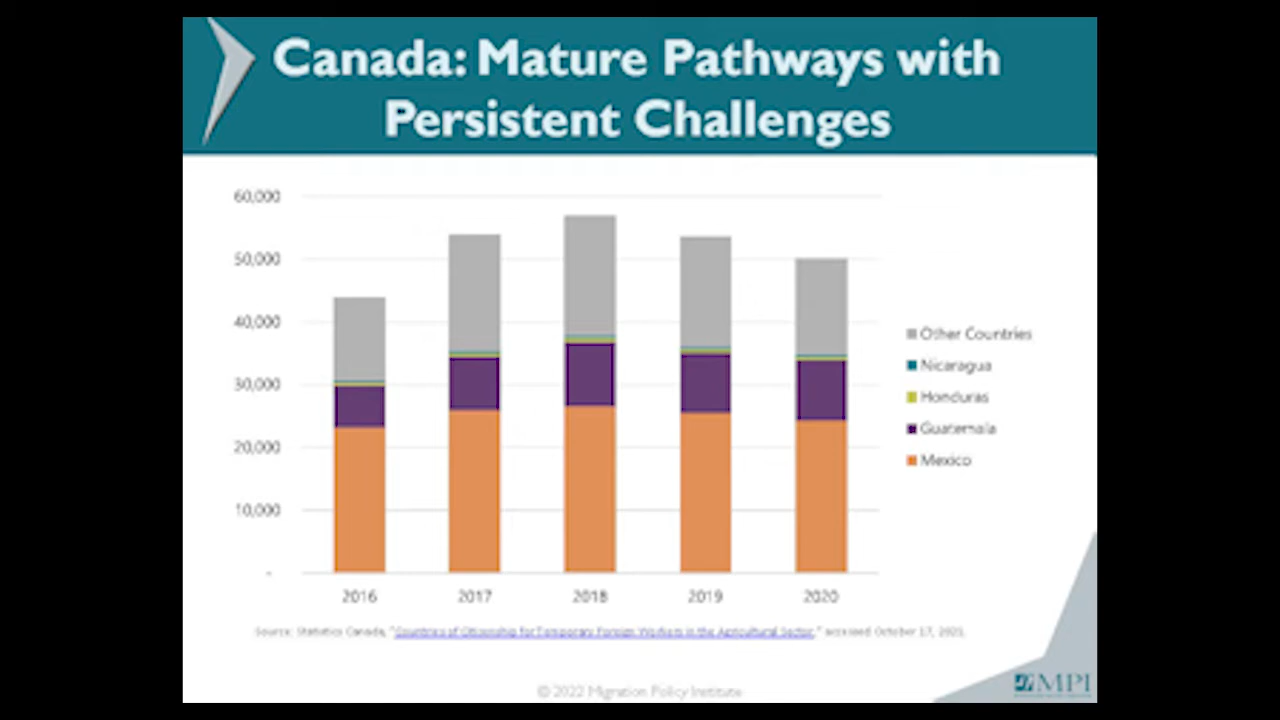 Canada: Mature Pathways with
Persistent Challenges
60,000
50,000
40,000
30,000
20,000
10,000
-
2016 2017 2018 2019 2020
Other Countries
Nicaragua
Honduras
Guatemala
Mexico
Source: Statistics Canada, "Countries of Citizenship for Temporary Foreign Workers in the Agricultural Sector," accessed October 17, 2021.
© 2022 Migration Policy Institute
MPI